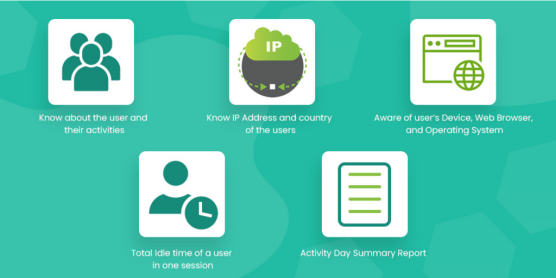 IP
Know about the user and
their activities
Know IP Address and country
of the users
Aware of user's Device, Web Browser,
and Operating System
Total Idle time of a user
in one session
Activity Day Summary Report